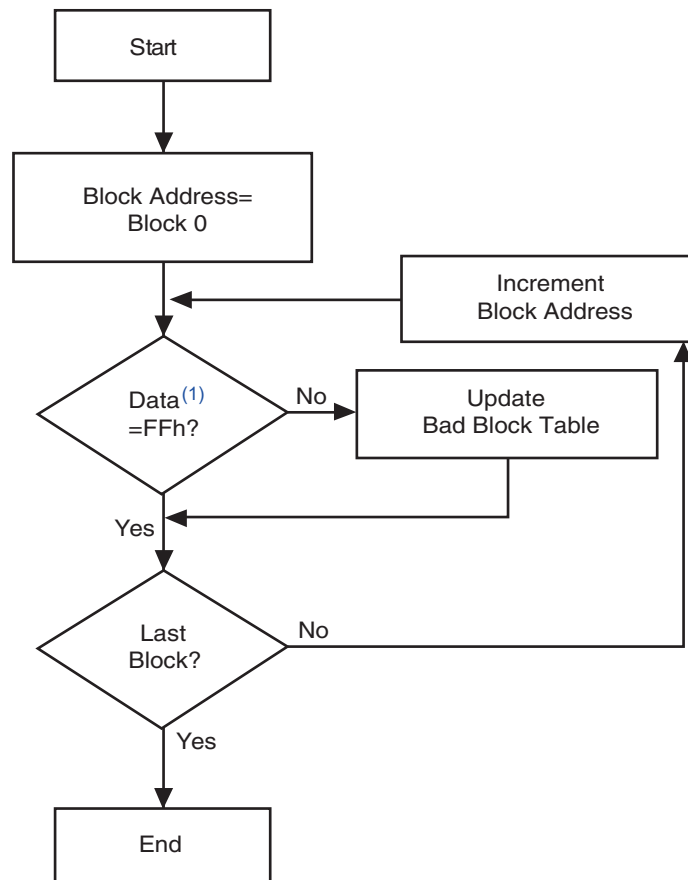 Start
Block Address=
Block 0
Increment
Block Address
Data(1)
=FFh?
No
Update
Bad Block Table
Yes
Last
Block?
No
Yes
End